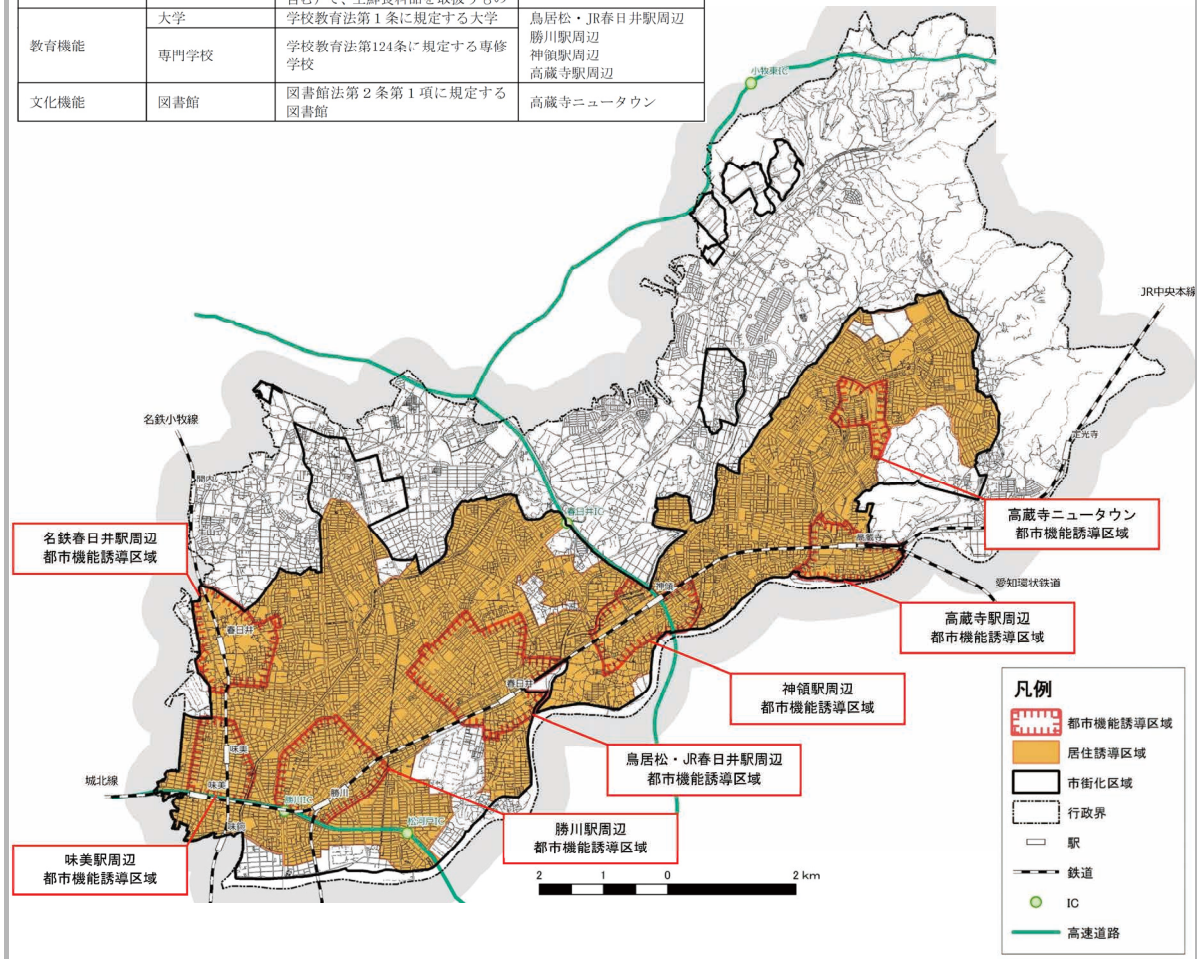 大学
学校教育法第1条に規定する大学
鳥居松・JR春日井駅周辺
勝川駅周辺
神領駅周辺
高蔵寺駅周辺
教育機能
専門学校
学校教育法第124条に規定する専修
学校
文化機能
図書館
図書館法第2条第1項に規定する
図書館
高蔵寺ニュータウン
小牧東IC
JR中央本線
名鉄小牧線
間内
定光寺
春日井IC
名鉄春日井駅周辺
都市機能誘導区域
高蔵寺ニュータウン
都市機能誘導区域
高蔵寺
愛知環状鉄道
神領
高蔵寺駅周辺
都市機能誘導区域
春日井
春日井
神領駅周辺
都市機能誘導区域
鳥居松・JR春日井駅周辺
都市機能誘導区域
味美
城北線
味美
勝川
勝川IC
松河戸IC
味鋺
勝川駅周辺
都市機能誘導区域
味美駅周辺
都市機能誘導区域
2 1 0 2 km
凡例
都市機能誘導区域
居住誘導区域
市街化区域
行政界
駅
鉄道
IC
高速道路